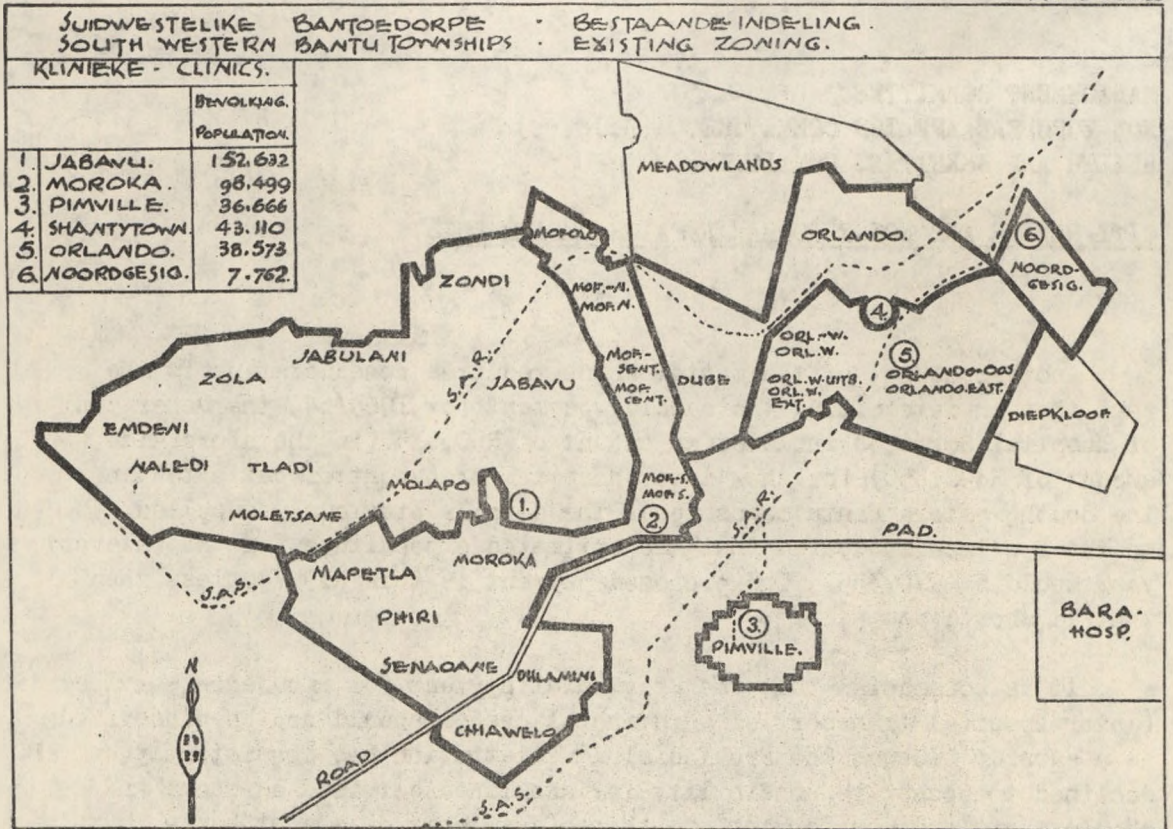 SUIDWESTELIKE BANTOEDORPE · BESTAANDE INDELING.
SOUTH WESTERN BANTU TOWNSHIPS · EXISTING ZONING.
KLINIEKE · CLINICS.
BEVOLKING.
POPULATION.
1. JABAVU. 152.632
2. MOROKA. 98.499
3. PIMVILLE. 36.666
4. SHANTYTOWN. 43.110
5. ORLANDO. 38.573
6. NOORDGESIG. 7.762
MEADOWLANDS
ORLANDO.
6
NOORD-
GESIG.
MOFOLO
ZONDI
MOF.-N.
MOF. N.
4.
JABULANI
ZOLA
S.A.
JABAVU
MOF-
SENT.
MOF.
CENT.
DUBE
ORL.-W.
ORL. W.
5.
ORLANDO-OOS
ORLANDO.EAST.
ORL.W.UITB.
ORL. W.
EXT.
DIEPKLOOF.
EMDENI
NALEDI
TLADI
MOLAPO
MOF-S.
MOF S.
MOLETSANE
1.
2.
PAD.
MOROKA
MAPETLA
S.A.S.
PHIRI
3.
PIMVILLE.
BARA-
HOSP.
SENAOANE
DHLAMINI
N
CHIAWELO
ROAD
S.A.S.